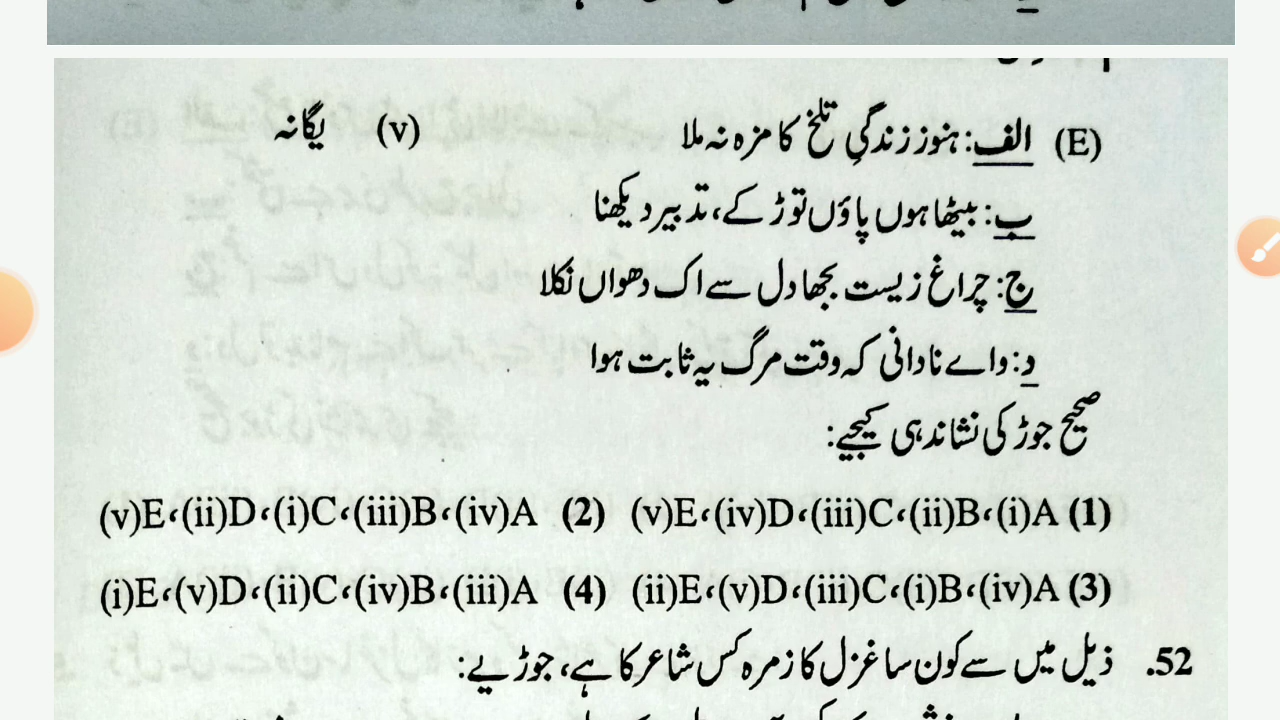 (E) الف: ہنوز زندگیِ تلخ کا مزہ نہ ملا (v) یگانہ
ب: بیٹھا ہوں پاؤں توڑ کے، تدبیر دیکھنا
ج: چراغِ زیست بجھا دل سے اک دھواں نکلا
د: واے نادانی کہ وقت مرگ یہ ثابت ہوا
صحیح جوڑ کی نشاندہی کیجیے:
(1) A(i)، B(ii)، C(iii)، D(iv)، E(v) (2) A(iv)، B(iii)، C(i)، D(ii)، E(v)
(3) A(iv)، B(i)، C(iii)، D(v)، E(ii) (4) A(iii)، B(iv)، C(ii)، D(v)، E(i)
52. ذیل میں سے کون سا غزل کا زمرہ کس شاعر کا ہے، جوڑیے: